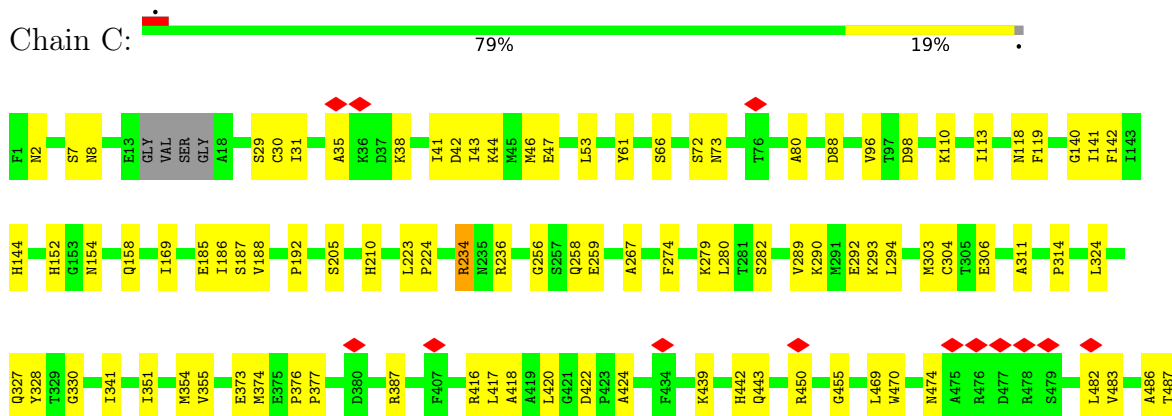 Chain C:
79% 19%
F1 N2 S7 N8 E13 GLY VAL SER GLY A18 S29 C30 I31 A35 K36 D37 K38 I41 D42 I43 K44 M45 M46 E47 L53 Y61 S66 S72 N73 T76 A80 D88 V96 T97 D98 K110 I113 N118 F119 G140 I141 F142 I143
H144 H152 G153 N154 Q158 I169 E185 I186 S187 V188 P192 S205 H210 L223 P224 R234 N235 R236 G256 S257 Q258 E259 A267 F274 K279 L280 T281 S282 V289 K290 M291 E292 K293 L294 M303 C304 T305 E306 A311 P314 L324
Q327 Y328 T329 G330 I341 I351 M354 V355 E373 M374 E375 P376 P377 D380 R387 F407 R416 L417 A418 A419 L420 G421 D422 P423 A424 F434 K439 H442 Q443 R450 G455 L469 W470 N474 A475 R476 D477 R478 S479 L482 V483 A486 T487